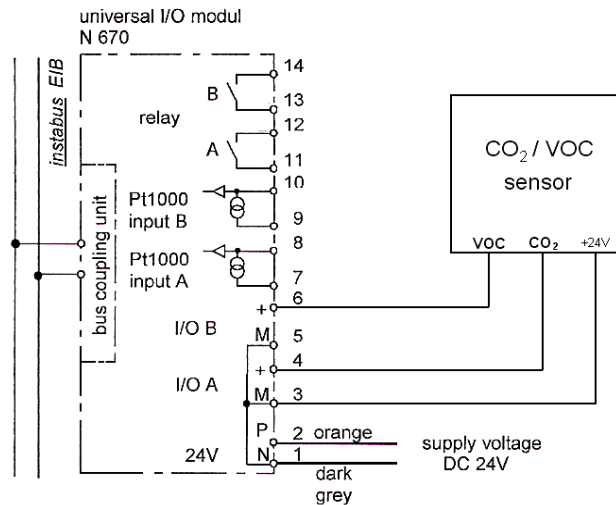 universal I/O modul
N 670
instabus EIB
bus coupling unit
relay
B
A
14
13
12
11
10
9
8
7
6
5
4
3
2
1
Pt1000
input B
Pt1000
input A
I/O B
I/O A
+
M
+
M
P
N
24V
orange
dark
grey
supply voltage
DC 24V
CO₂ / VOC
sensor
VOC CO₂ +24V